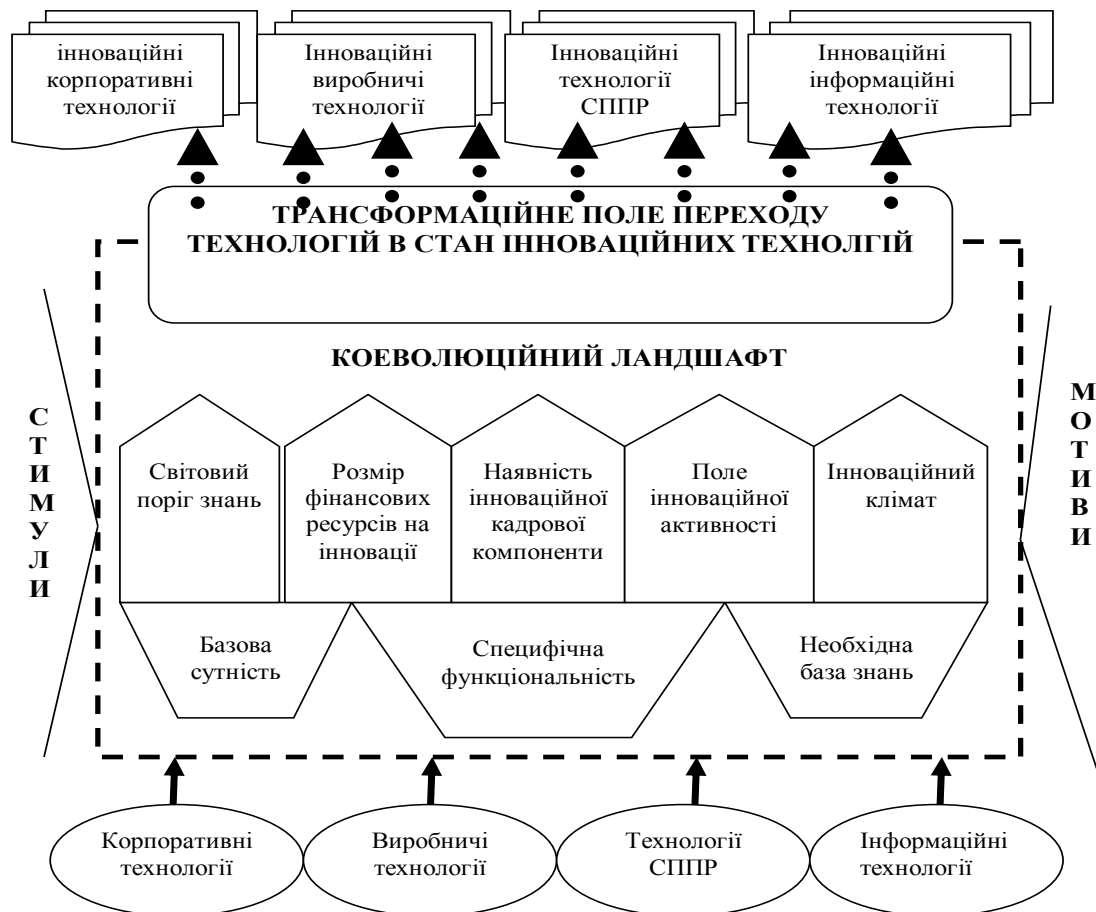 інноваційні
корпоративні
технології
Інноваційні
виробничі
технології
Інноваційні
технології
СППР
Інноваційні
інформаційні
технології
ТРАНСФОРМАЦІЙНЕ ПОЛЕ ПЕРЕХОДУ
ТЕХНОЛОГІЙ В СТАН ІННОВАЦІЙНИХ ТЕХНОЛГІЙ
КОЕВОЛЮЦІЙНИЙ ЛАНДШАФТ
С
Т
И
М
У
Л
И
Світовий
поріг знань
Розмір
фінансових
ресурсів на
інновації
Наявність
інноваційної
кадрової
компоненти
Поле
інноваційної
активності
Інноваційний
клімат
М
О
Т
И
В
И
Базова
сутність
Специфічна
функціональність
Необхідна
база знань
Корпоративні
технології
Виробничі
технології
Технології
СППР
Інформаційні
технології